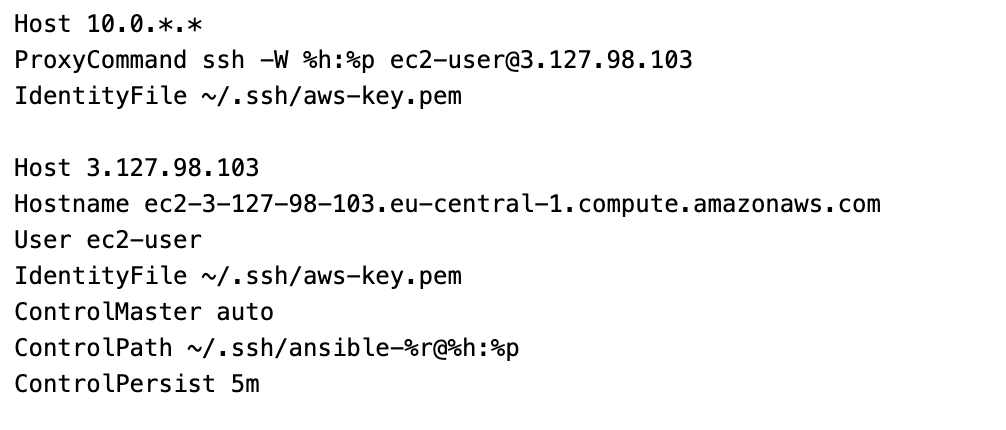 Host 10.0.*.*
ProxyCommand ssh -W %h:%p ec2-user@3.127.98.103
IdentityFile ~/.ssh/aws-key.pem

Host 3.127.98.103
Hostname ec2-3-127-98-103.eu-central-1.compute.amazonaws.com
User ec2-user
IdentityFile ~/.ssh/aws-key.pem
ControlMaster auto
ControlPath ~/.ssh/ansible-%r@%h:%p
ControlPersist 5m